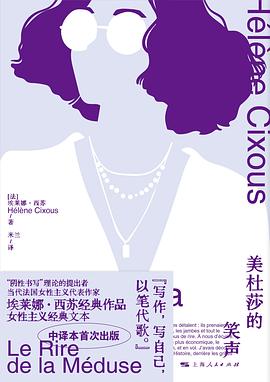 Hélène Cixous
[法]
埃莱娜·西苏
Hélène Cixous
著
米兰
译
美杜莎的
笑声
a
"写作，写自己，
以笔代歌。"
"阴性书写"理论的提出者
当代法国女性主义代表作家
埃莱娜·西苏经典作品
女性主义经典文本
中译本首次出版
Le Rire
de la Méduse
上海人民出版社